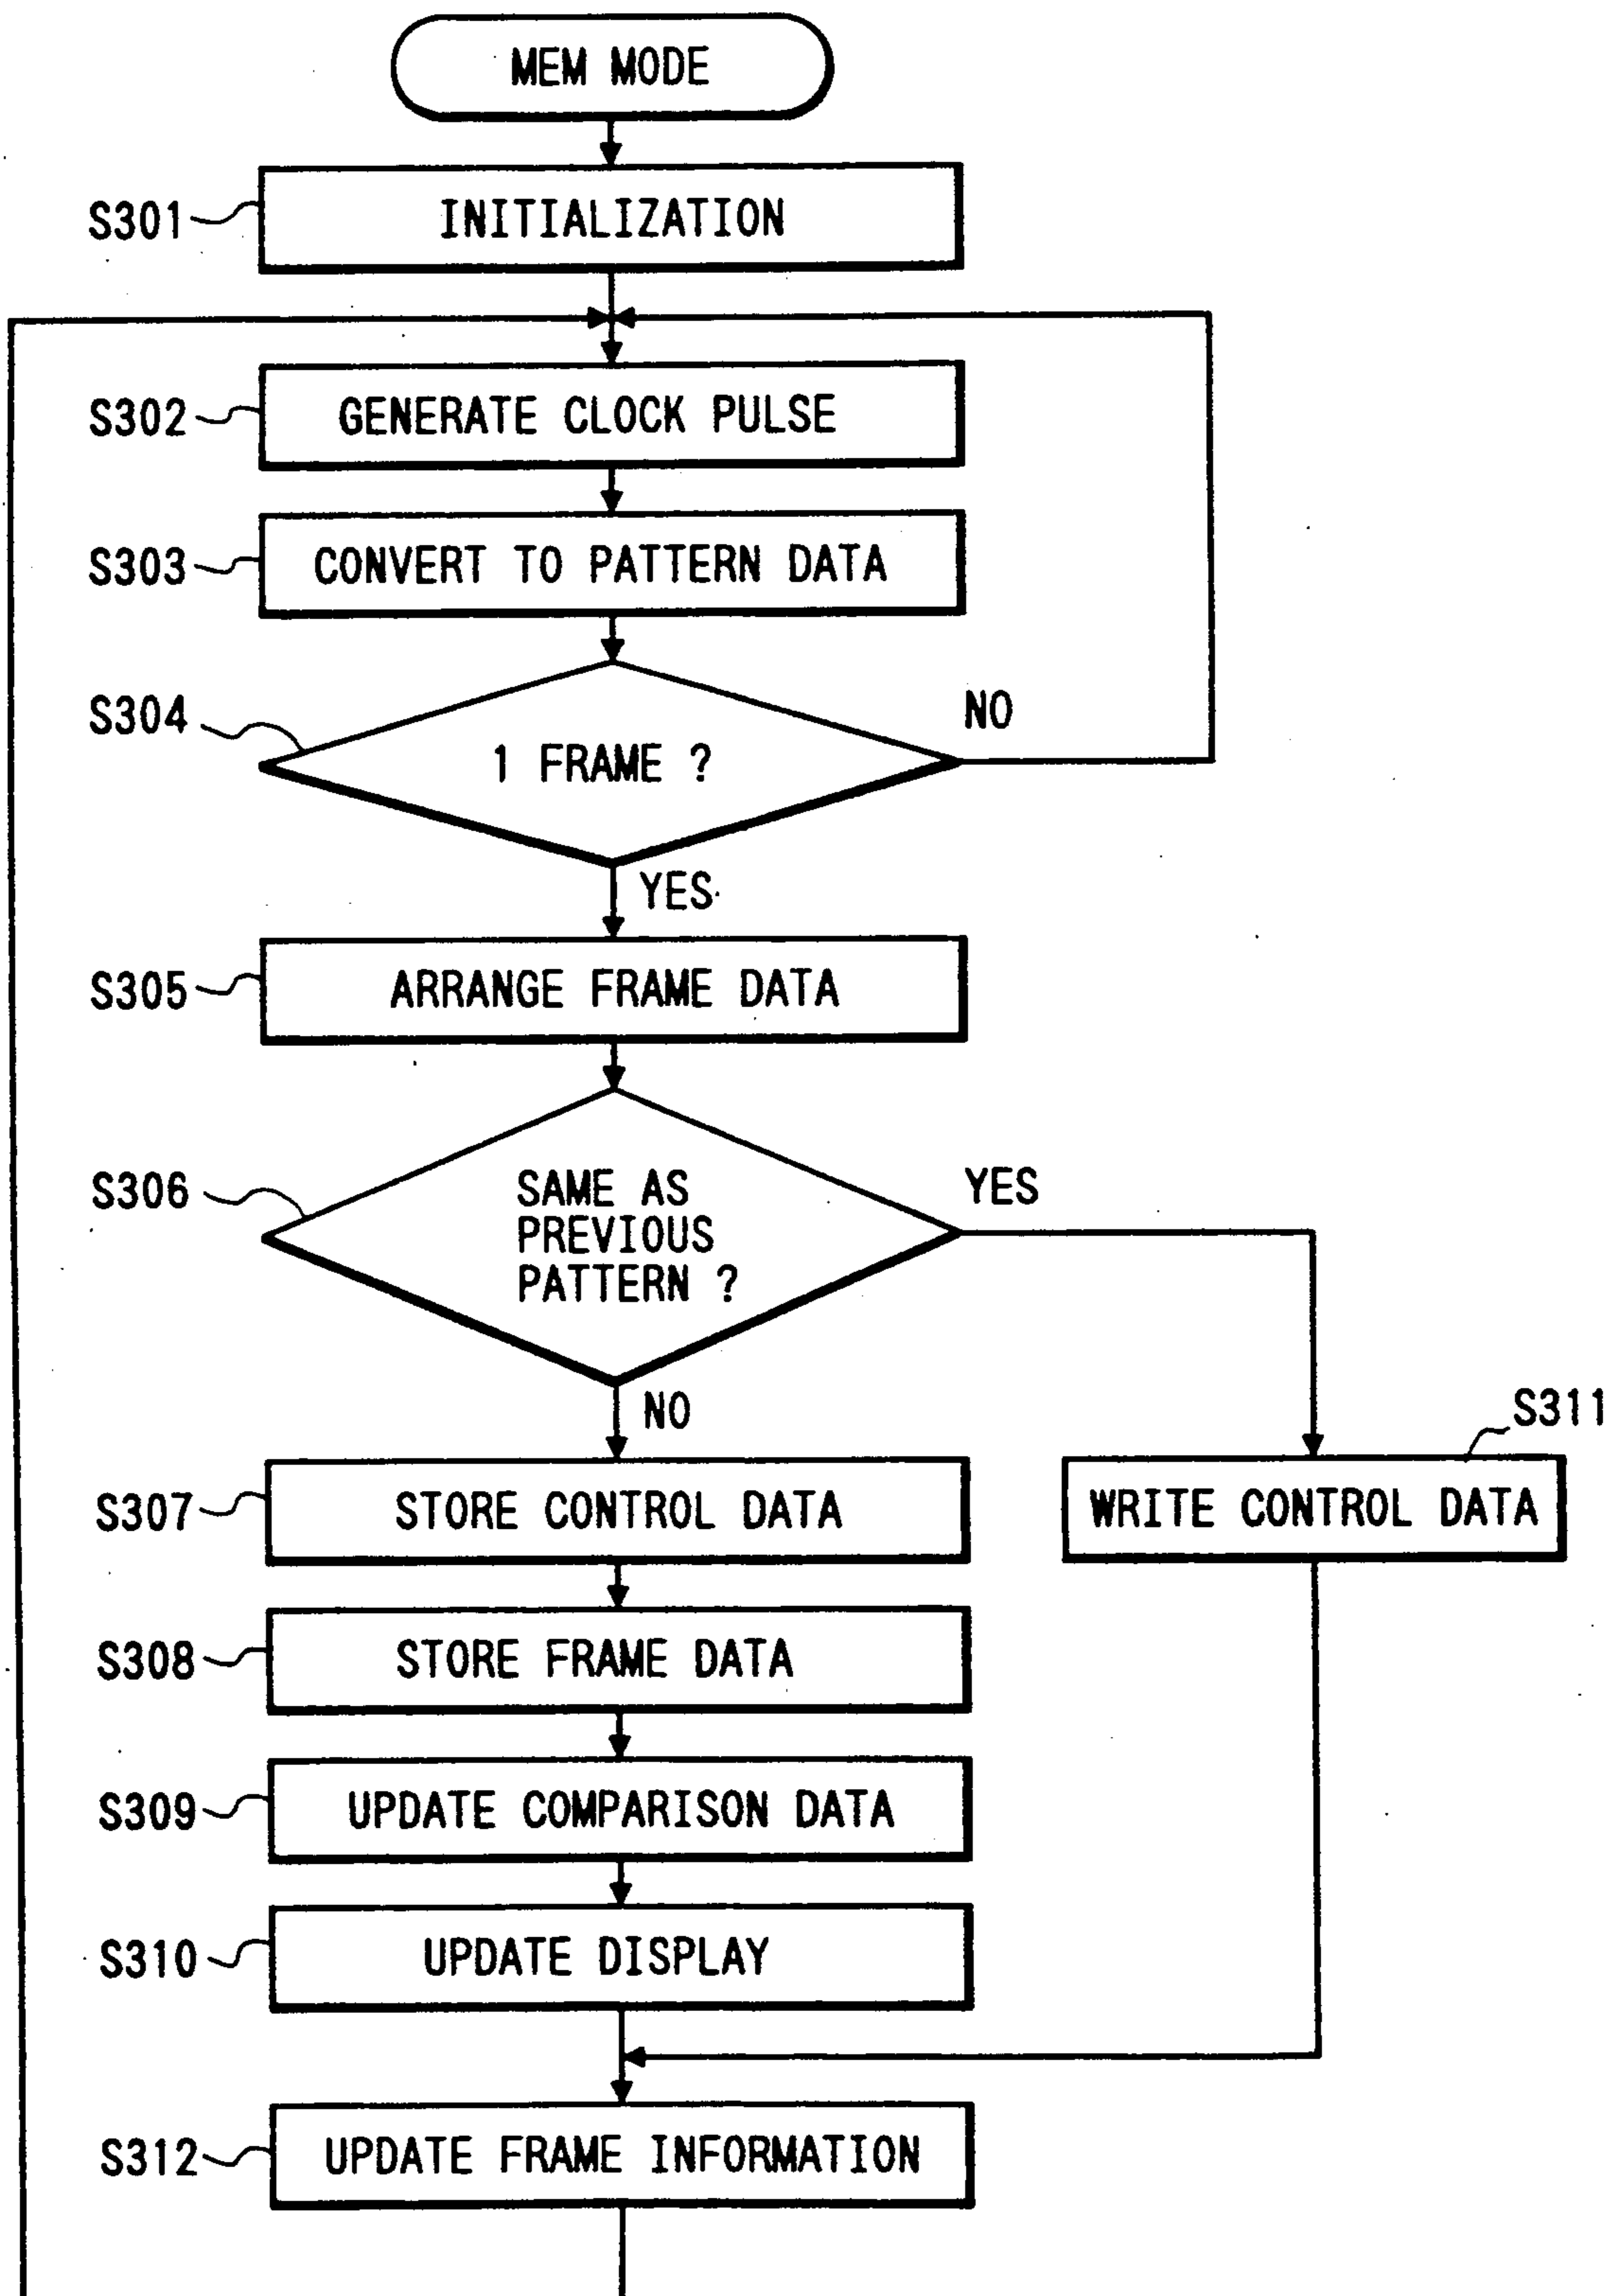 MEM MODE
S301
INITIALIZATION
S302
GENERATE CLOCK PULSE
S303
CONVERT TO PATTERN DATA
S304
1 FRAME ?
NO
YES
S305
ARRANGE FRAME DATA
S306
SAME AS
PREVIOUS
PATTERN ?
YES
NO
S307
STORE CONTROL DATA
S311
WRITE CONTROL DATA
S308
STORE FRAME DATA
S309
UPDATE COMPARISON DATA
S310
UPDATE DISPLAY
S312
UPDATE FRAME INFORMATION